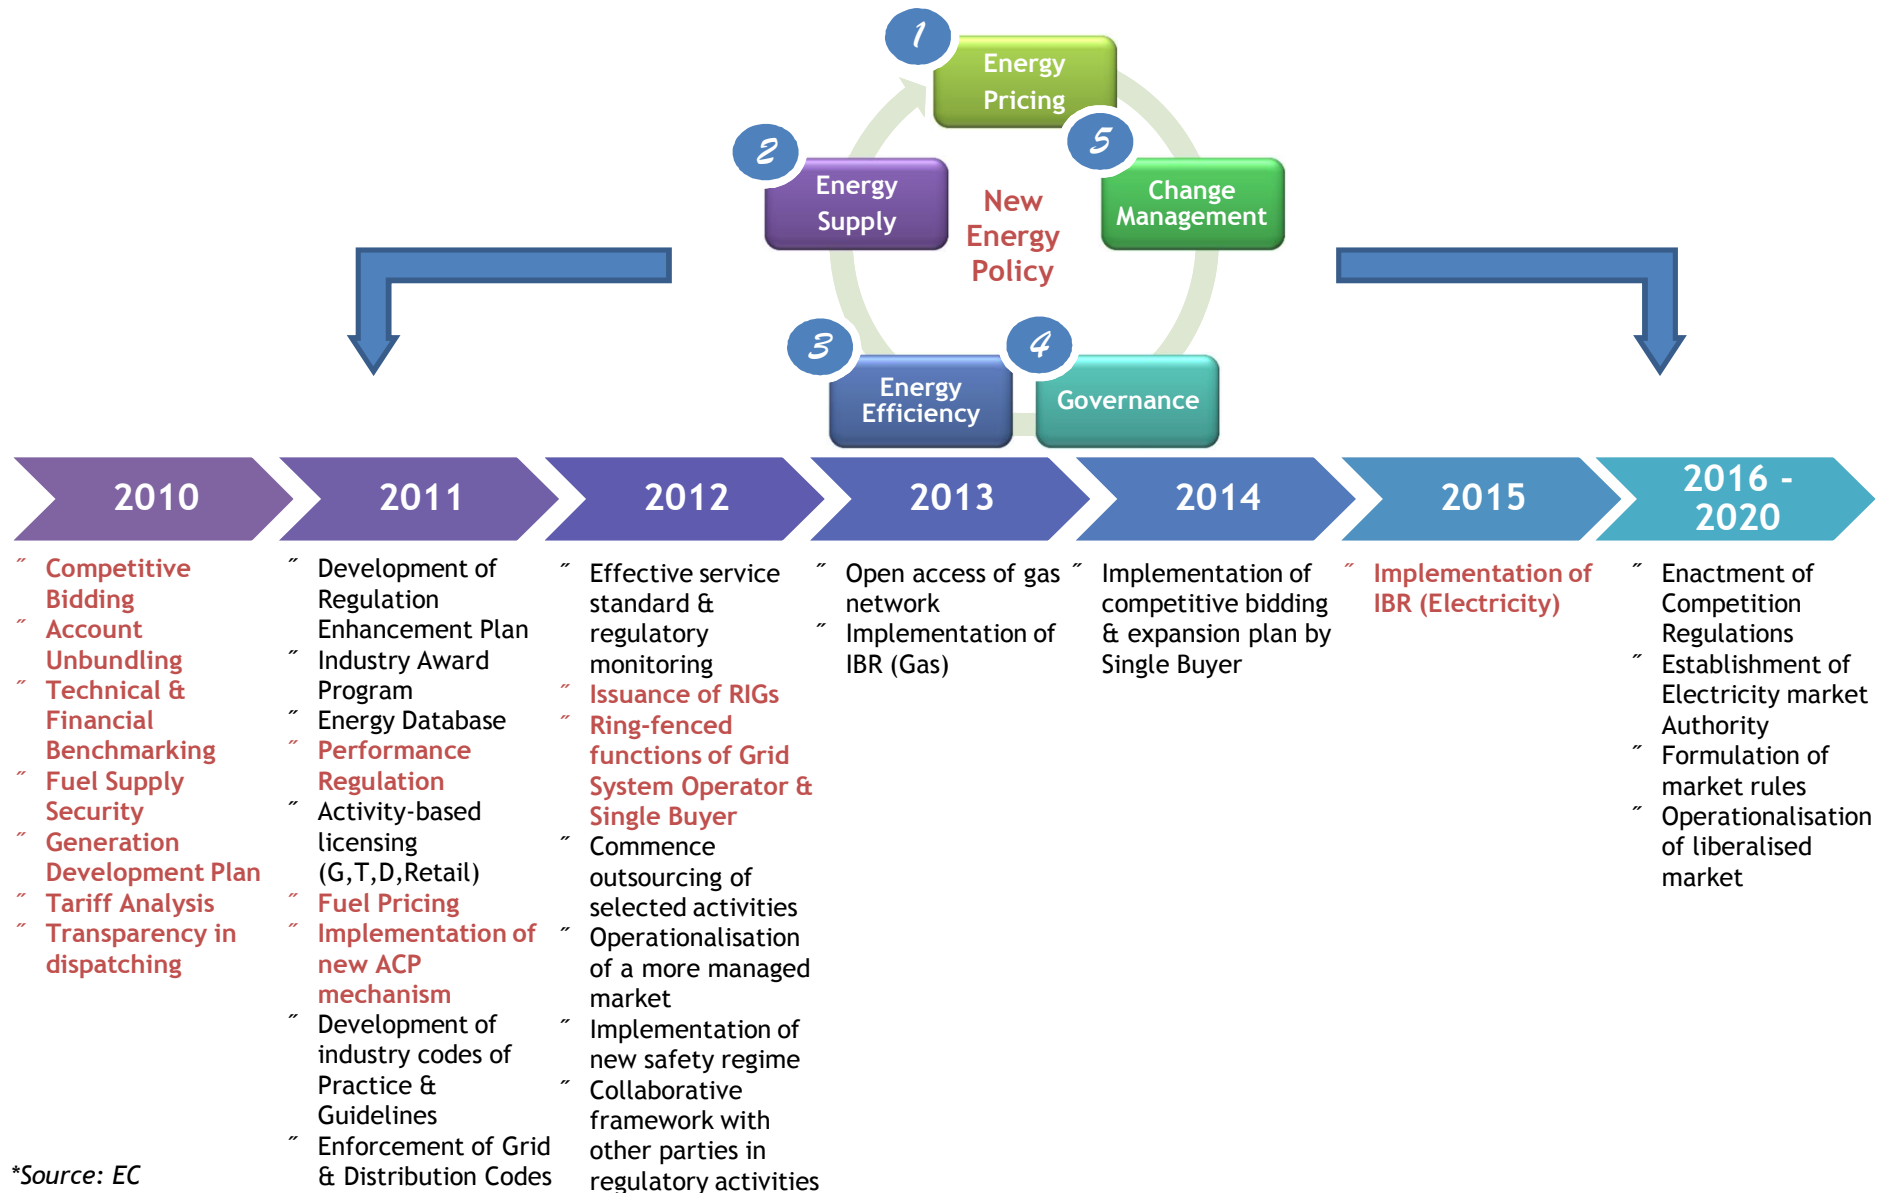 1
Energy
Pricing
2
Energy
Supply
5
Change
Management
New
Energy
Policy
3
Energy
Efficiency
4
Governance
2010
2011
2012
2013
2014
2015
2016 -
2020
˝ Competitive
Bidding
˝ Account
Unbundling
˝ Technical &
Financial
Benchmarking
˝ Fuel Supply
Security
˝ Generation
Development Plan
˝ Tariff Analysis
˝ Transparency in
dispatching
˝ Development of
Regulation
Enhancement Plan
˝ Industry Award
Program
˝ Energy Database
˝ Performance
Regulation
˝ Activity-based
licensing
(G,T,D,Retail)
˝ Fuel Pricing
˝ Implementation of
new ACP
mechanism
˝ Development of
industry codes of
Practice &
Guidelines
˝ Enforcement of Grid
& Distribution Codes
˝ Effective service
standard &
regulatory
monitoring
˝ Issuance of RIGs
˝ Ring-fenced
functions of Grid
System Operator &
Single Buyer
˝ Commence
outsourcing of
selected activities
˝ Operationalisation
of a more managed
market
˝ Implementation of
new safety regime
˝ Collaborative
framework with
other parties in
regulatory activities
˝ Open access of gas
network
˝ Implementation of
IBR (Gas)
˝ Implementation of
competitive bidding
& expansion plan by
Single Buyer
˝ Implementation of
IBR (Electricity)
˝ Enactment of
Competition
Regulations
˝ Establishment of
Electricity market
Authority
˝ Formulation of
market rules
˝ Operationalisation
of liberalised
market
*Source: EC